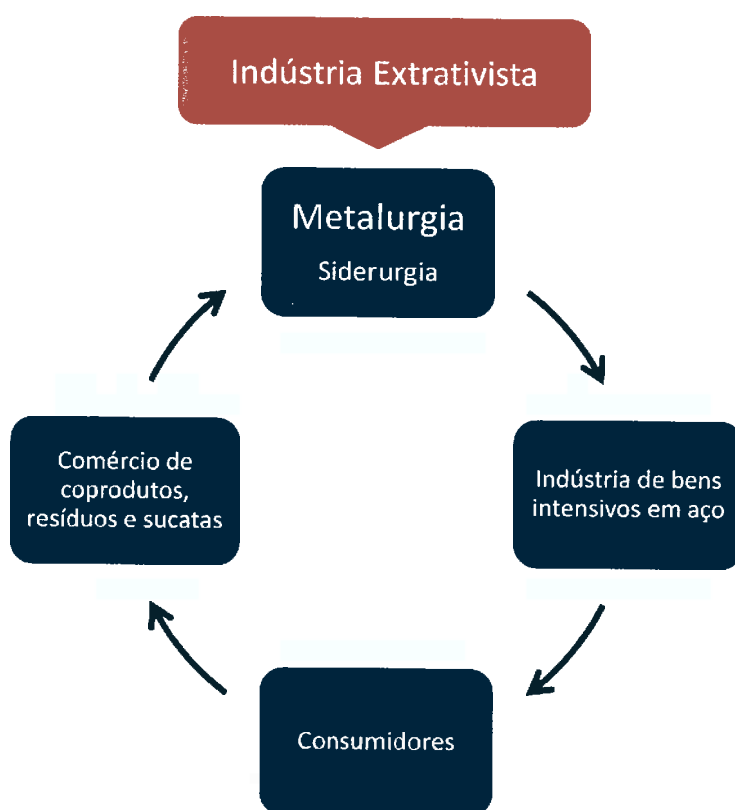 Indústria Extrativista
Metalurgia
Siderurgia
Comércio de
coprodutos,
resíduos e sucatas
Indústria de bens
intensivos em aço
Consumidores